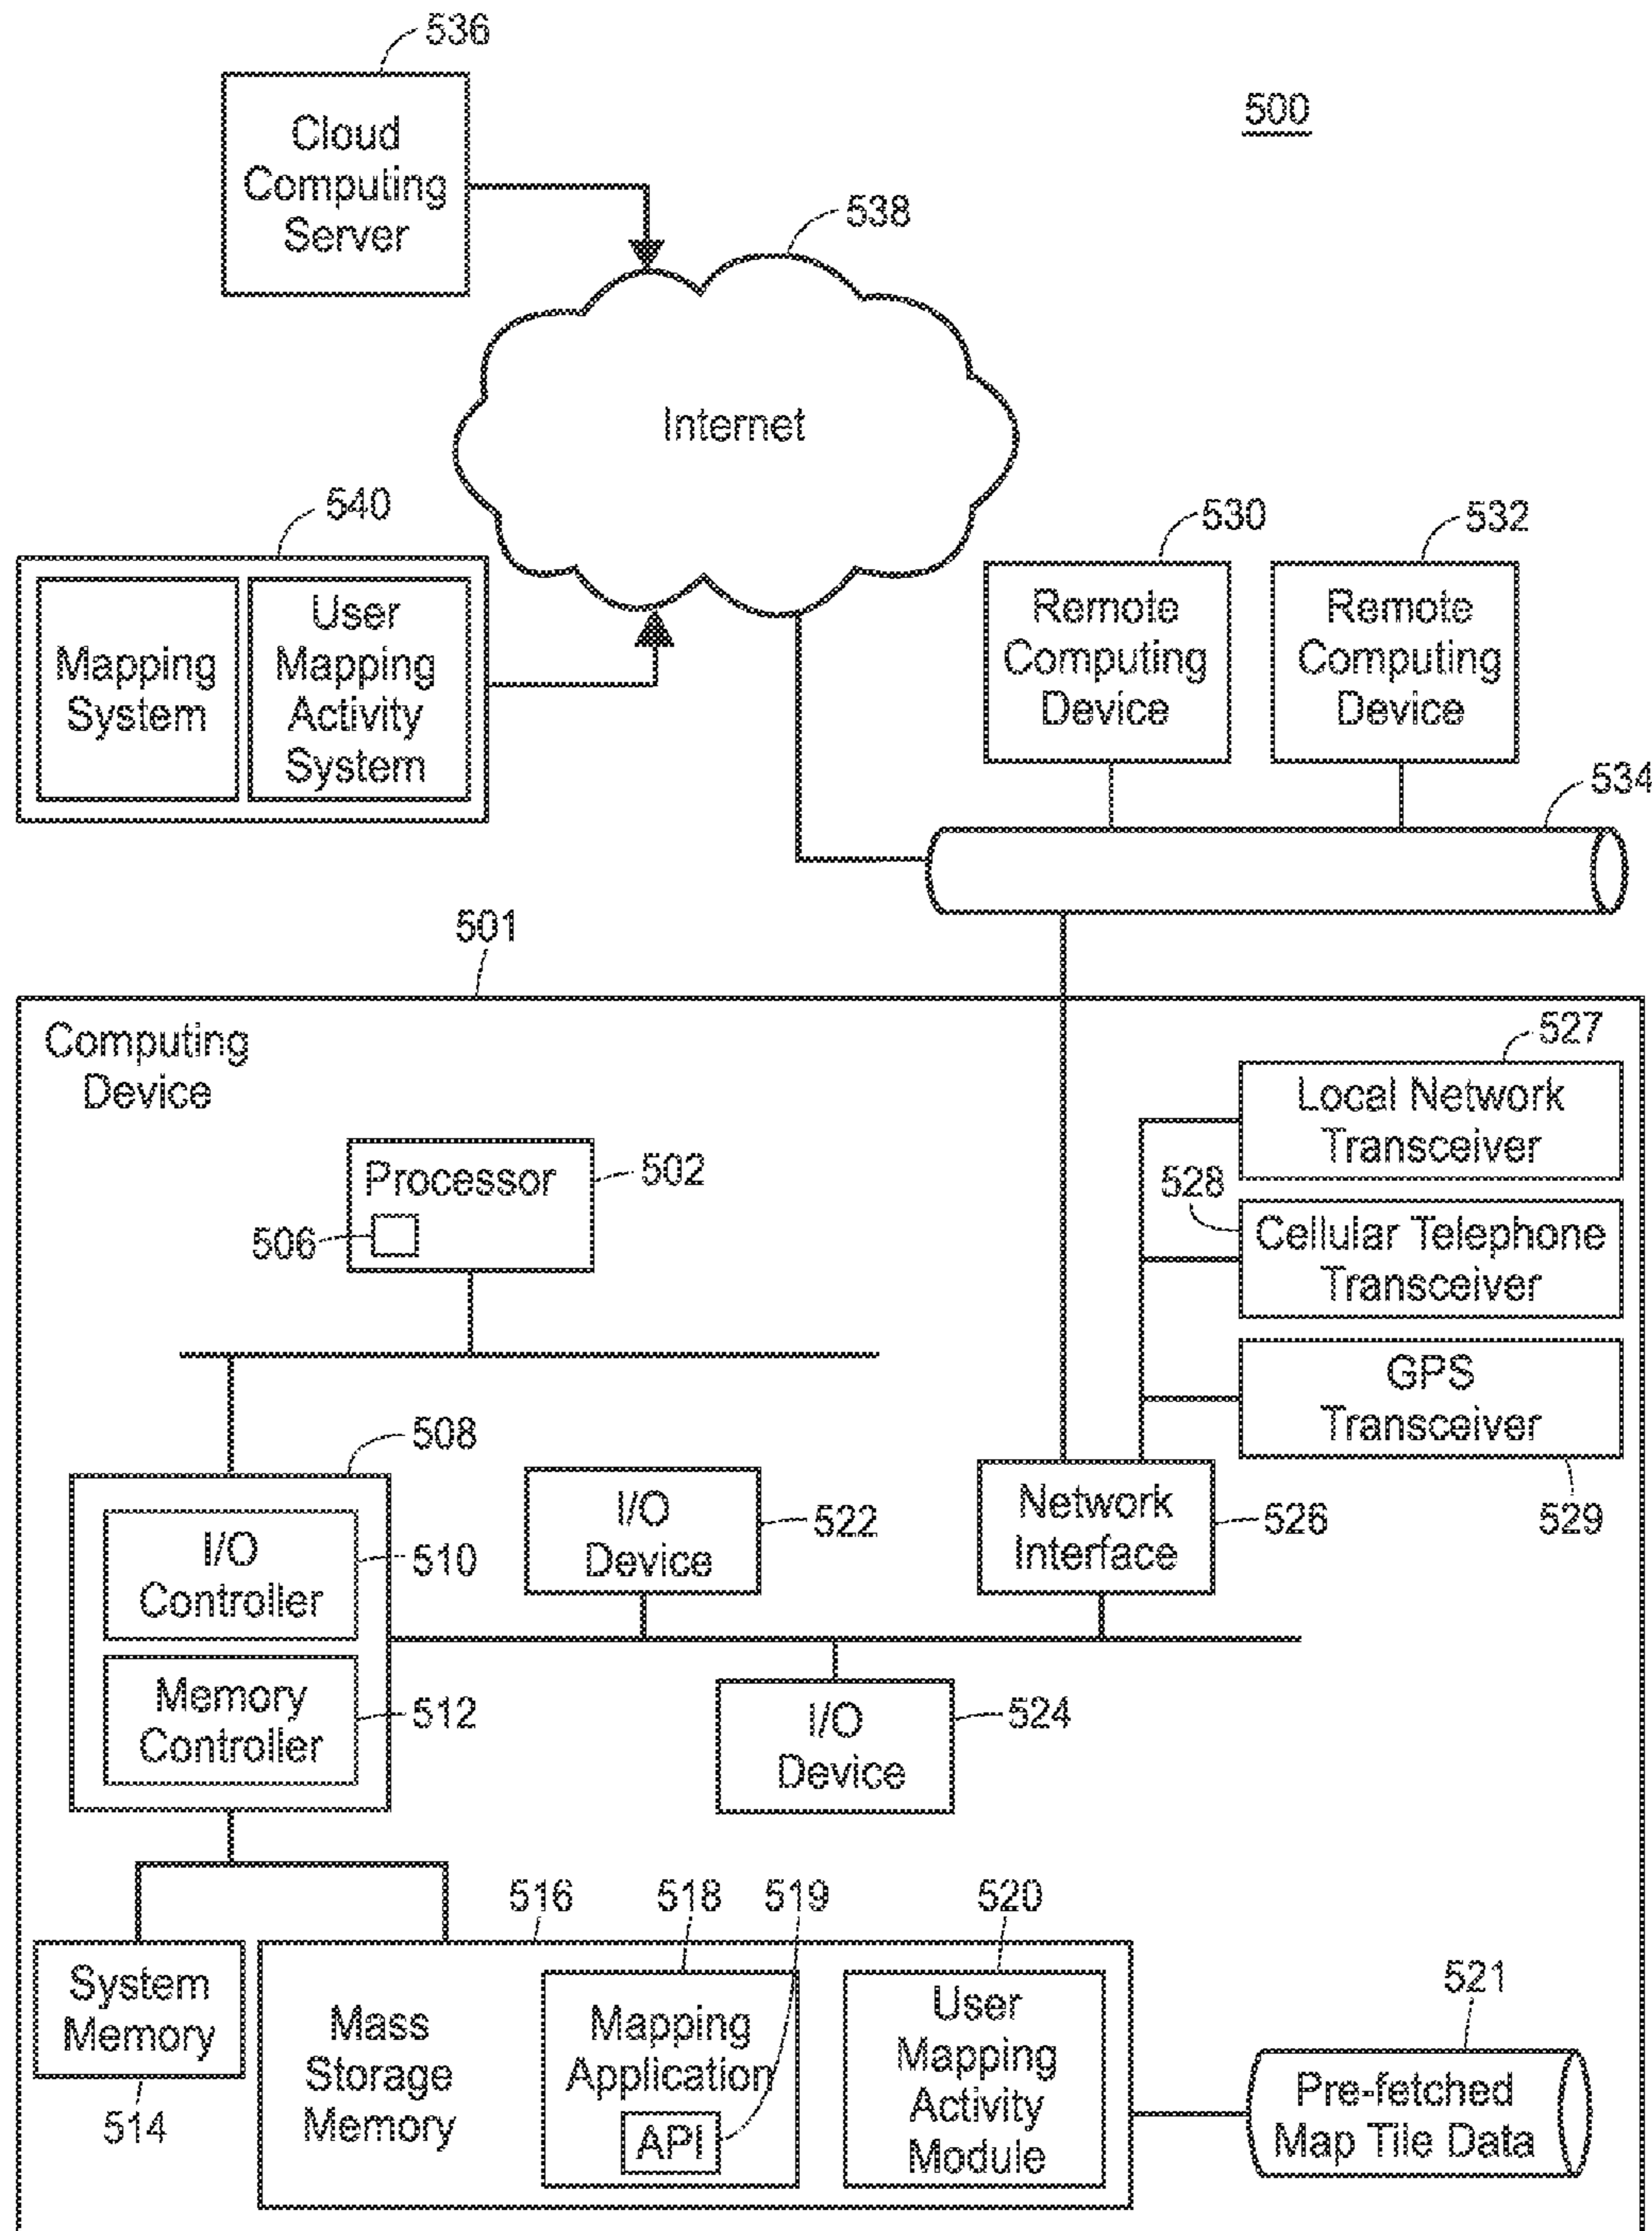 536
Cloud
Computing
Server
500
538
Internet
540
Mapping
System
User
Mapping
Activity
System
530
Remote
Computing
Device
532
Remote
Computing
Device
534
501
Computing
Device
527
Local Network
Transceiver
Processor
502
506
528
Cellular Telephone
Transceiver
GPS
Transceiver
529
508
I/O
Controller
510
Memory
Controller
512
I/O
Device
522
Network
Interface
526
I/O
Device
524
System
Memory
514
516
Mass
Storage
Memory
518
519
Mapping
Application
API
520
User
Mapping
Activity
Module
521
Pre-fetched
Map Tile Data